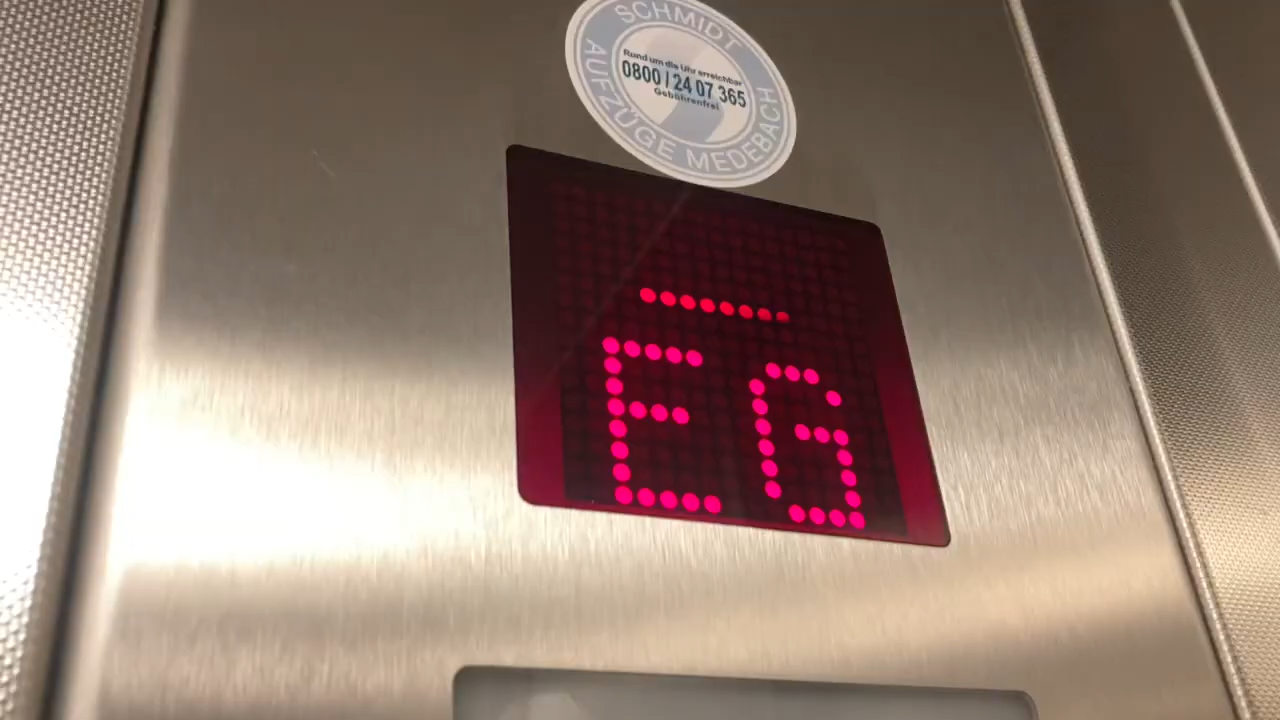 SCHMIDT
Rund um die Uhr erreichbar
0800 / 24 07 365
Gebührenfrei
AUFZÜGE MEDEBACH
EG